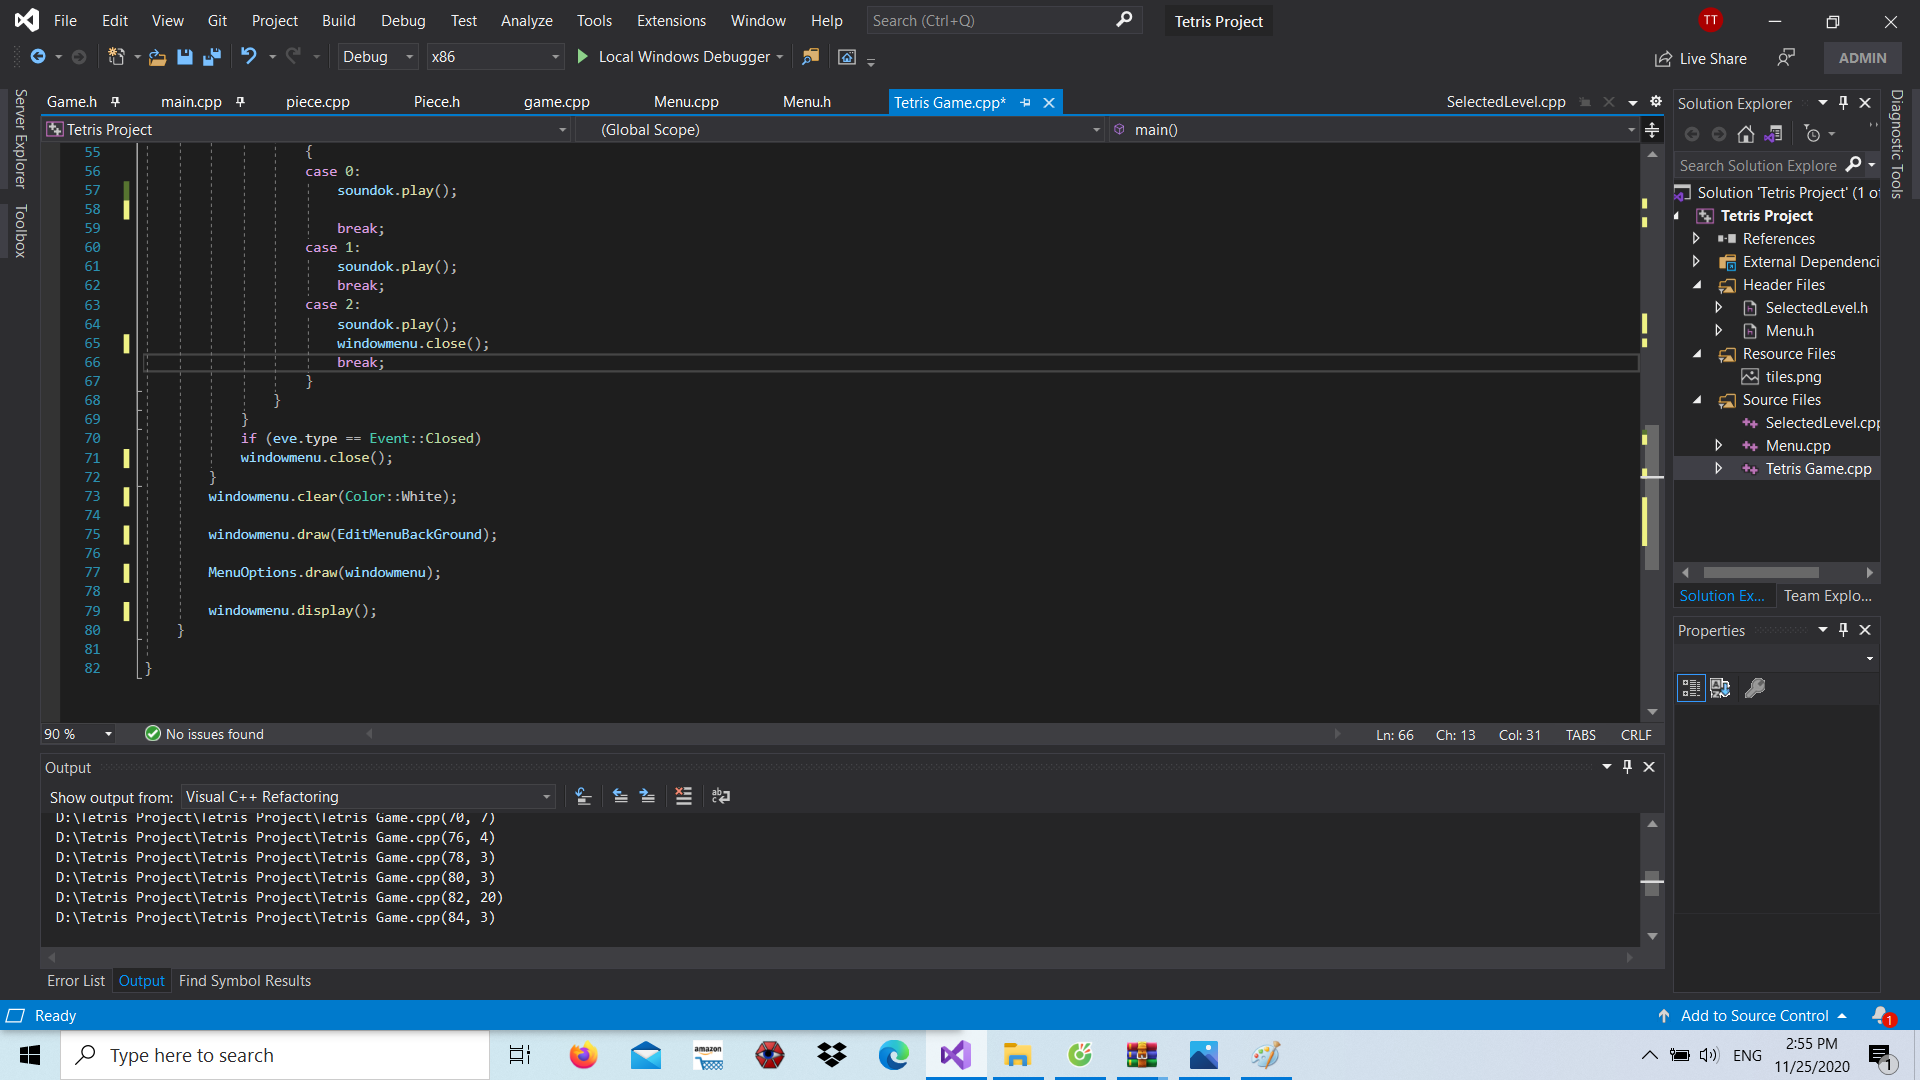 File Edit View Git Project Build Debug Test Analyze Tools Extensions Window Help Search (Ctrl+Q) Tetris Project TT
Debug x86 Local Windows Debugger Live Share ADMIN
Server Explorer
Toolbox
Game.h main.cpp piece.cpp Piece.h game.cpp Menu.cpp Menu.h Tetris Game.cpp* SelectedLevel.cpp
Tetris Project (Global Scope) main()
55 {
56 case 0:
57 soundok.play();
58
59 break;
60 case 1:
61 soundok.play();
62 break;
63 case 2:
64 soundok.play();
65 windowmenu.close();
66 break;
67 }
68 }
69 }
70 if (eve.type == Event::Closed)
71 windowmenu.close();
72 }
73 windowmenu.clear(Color::White);
74
75 windowmenu.draw(EditMenuBackGround);
76
77 MenuOptions.draw(windowmenu);
78
79 windowmenu.display();
80 }
81
82 }
90 % No issues found Ln: 66 Ch: 13 Col: 31 TABS CRLF
Output
Show output from: Visual C++ Refactoring
D:\Tetris Project\Tetris Project\Tetris Game.cpp(70, 7)
D:\Tetris Project\Tetris Project\Tetris Game.cpp(76, 4)
D:\Tetris Project\Tetris Project\Tetris Game.cpp(78, 3)
D:\Tetris Project\Tetris Project\Tetris Game.cpp(80, 3)
D:\Tetris Project\Tetris Project\Tetris Game.cpp(82, 20)
D:\Tetris Project\Tetris Project\Tetris Game.cpp(84, 3)
Error List Output Find Symbol Results
Solution Explorer
Search Solution Explore
Solution 'Tetris Project' (1 of
Tetris Project
References
External Dependenci
Header Files
SelectedLevel.h
Menu.h
Resource Files
tiles.png
Source Files
SelectedLevel.cpp
Menu.cpp
Tetris Game.cpp
Solution Ex... Team Explo...
Properties
Diagnostic Tools
Ready Add to Source Control 1
Type here to search amazon ENG 2:55 PM
11/25/2020 1